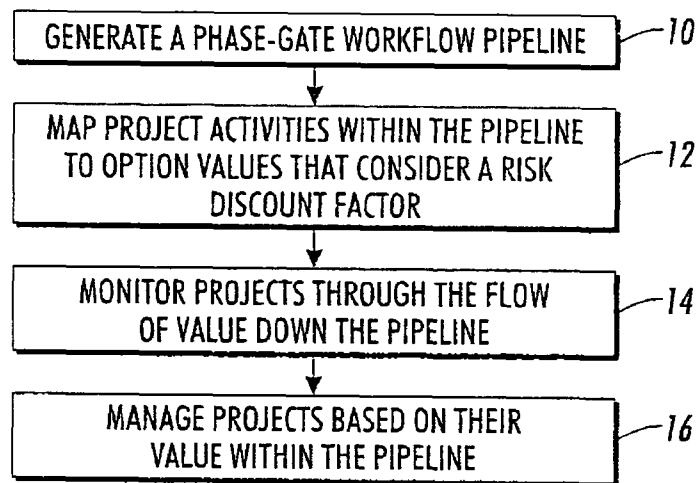 GENERATE A PHASE-GATE WORKFLOW PIPELINE
10
MAP PROJECT ACTIVITIES WITHIN THE PIPELINE
TO OPTION VALUES THAT CONSIDER A RISK
DISCOUNT FACTOR
12
MONITOR PROJECTS THROUGH THE FLOW
OF VALUE DOWN THE PIPELINE
14
MANAGE PROJECTS BASED ON THEIR
VALUE WITHIN THE PIPELINE
16